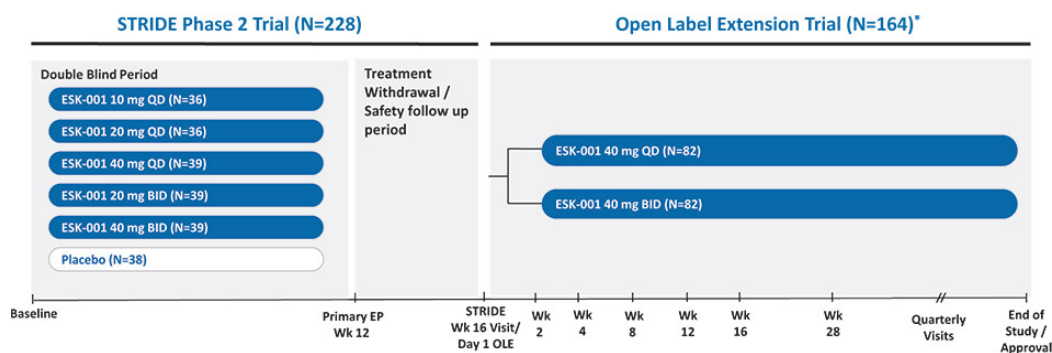 STRIDE Phase 2 Trial (N=228)
Open Label Extension Trial (N=164)*
Double Blind Period
ESK-001 10 mg QD (N=36)
ESK-001 20 mg QD (N=36)
ESK-001 40 mg QD (N=39)
ESK-001 20 mg BID (N=39)
ESK-001 40 mg BID (N=39)
Placebo (N=38)
Treatment
Withdrawal /
Safety follow up
period
ESK-001 40 mg QD (N=82)
ESK-001 40 mg BID (N=82)
Baseline
Primary EP
Wk 12
STRIDE
Wk 16 Visit/
Day 1 OLE
Wk
2
Wk
4
Wk
8
Wk
12
Wk
16
Wk
28
Quarterly
Visits
End of
Study /
Approval